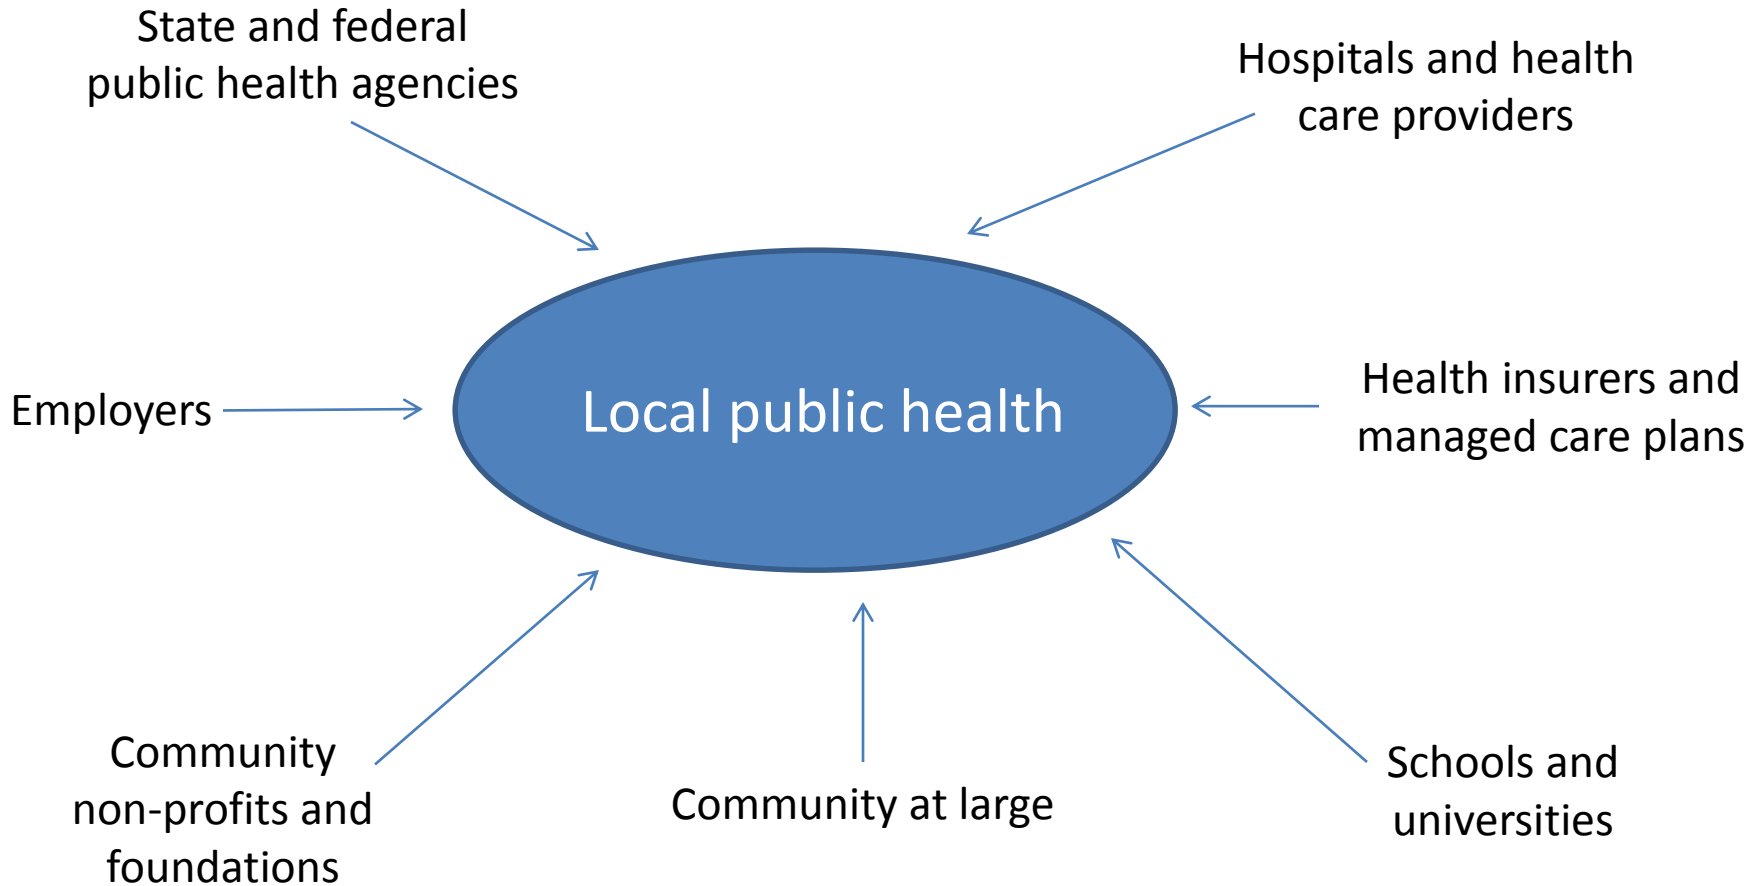 State and federal
public health agencies
Hospitals and health
care providers
Employers
Local public health
Health insurers and
managed care plans
Community
non-profits and
foundations
Community at large
Schools and
universities